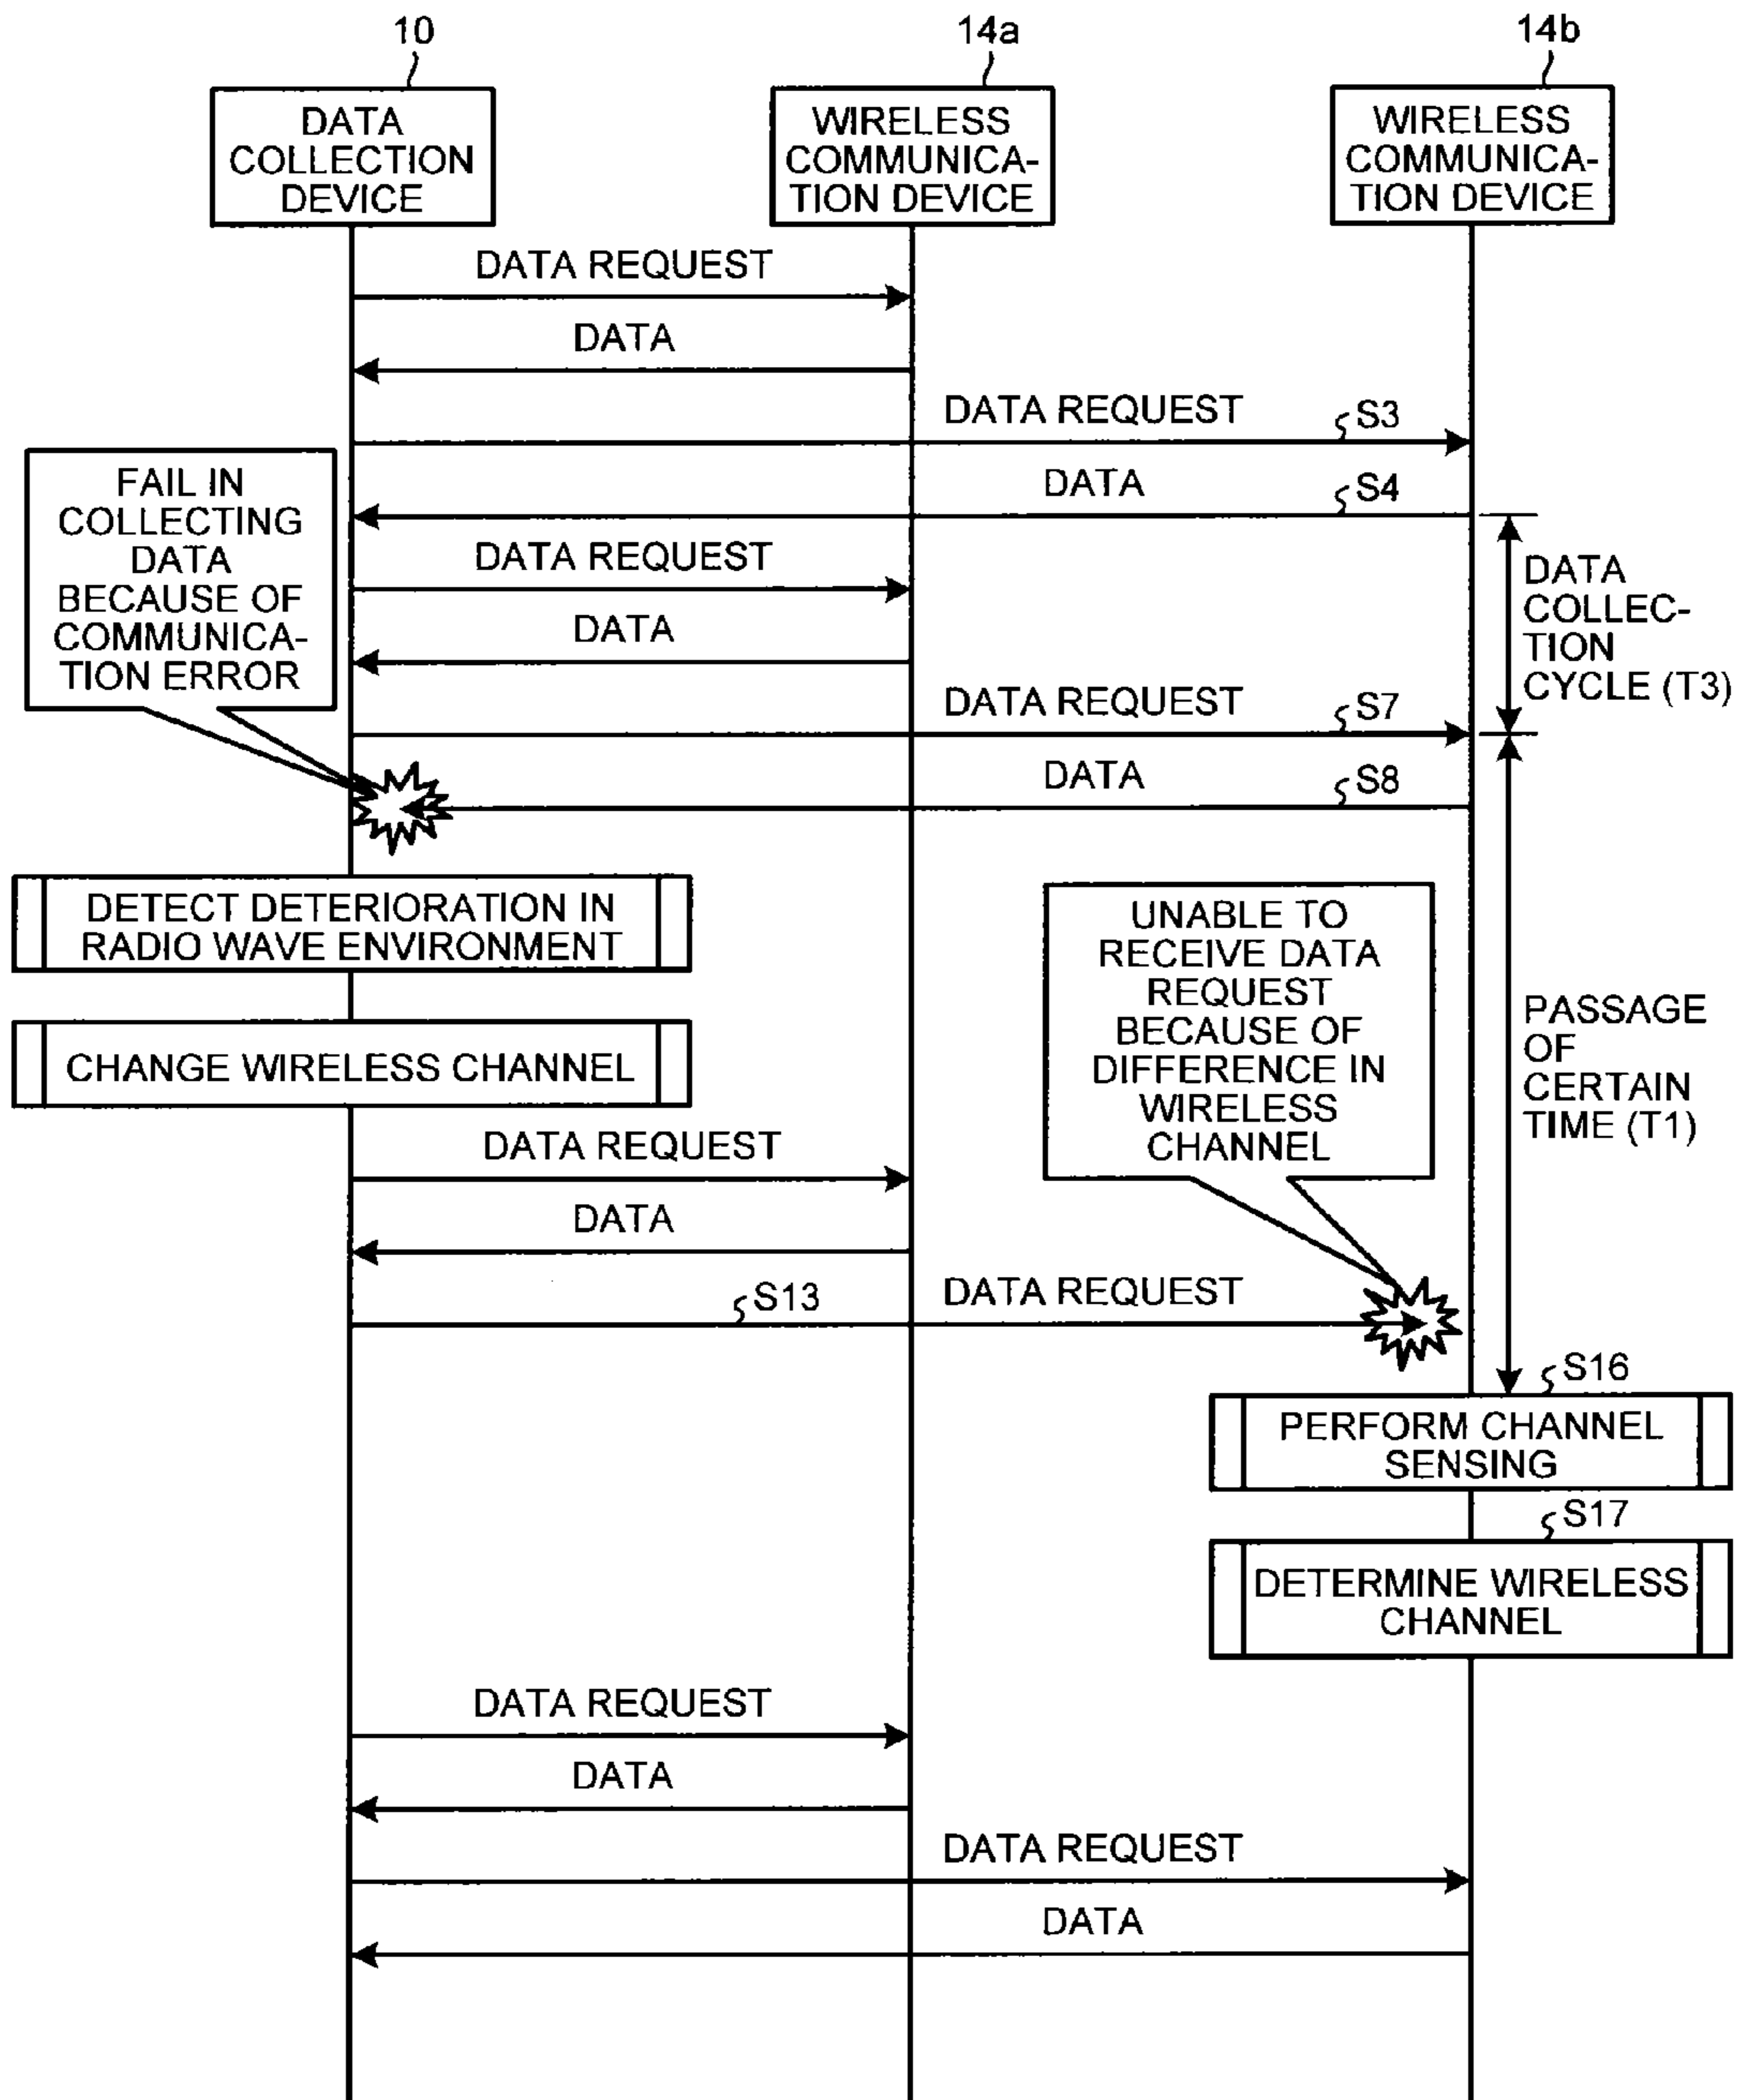 10
14a
14b
DATA
COLLECTION
DEVICE
WIRELESS
COMMUNICA-
TION DEVICE
WIRELESS
COMMUNICA-
TION DEVICE
DATA REQUEST
DATA
DATA REQUEST
S3
FAIL IN
COLLECTING
DATA
BECAUSE OF
COMMUNICA-
TION ERROR
DATA
S4
DATA REQUEST
DATA
DATA
COLLEC-
TION
CYCLE (T3)
DATA REQUEST
S7
DATA
S8
DETECT DETERIORATION IN
RADIO WAVE ENVIRONMENT
UNABLE TO
RECEIVE DATA
REQUEST
BECAUSE OF
DIFFERENCE IN
WIRELESS
CHANNEL
PASSAGE
OF
CERTAIN
TIME (T1)
CHANGE WIRELESS CHANNEL
DATA REQUEST
DATA
S13
DATA REQUEST
S16
PERFORM CHANNEL
SENSING
S17
DETERMINE WIRELESS
CHANNEL
DATA REQUEST
DATA
DATA REQUEST
DATA